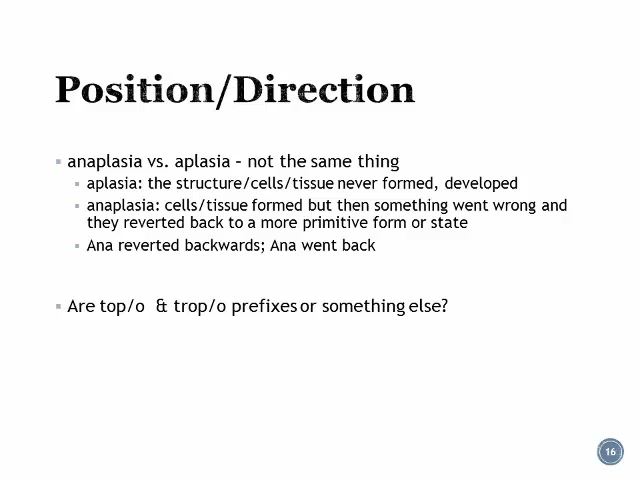 Position/Direction
▪ anaplasia vs. aplasia – not the same thing
▪ aplasia: the structure/cells/tissue never formed, developed
▪ anaplasia: cells/tissue formed but then something went wrong and
they reverted back to a more primitive form or state
▪ Ana reverted backwards; Ana went back
▪ Are top/o & trop/o prefixes or something else?
16